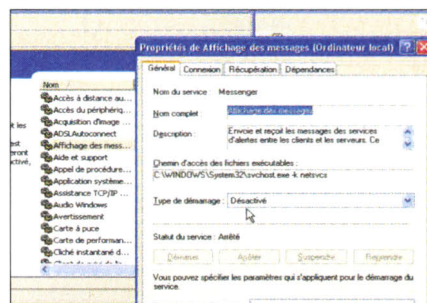 Propriétés de Affichage des messages (Ordinateur local)
Général
Connexion
Récupération
Dépendances
Nom du service : Messenger
Nom complet : Affichage des messages
Description : Envoie et reçoit les messages des services
d'alertes entre les clients et les serveurs. Ce
Chemin d'accès des fichiers exécutables :
C:\WINDOWS\System32\svchost.exe -k netsvcs
Type de démarrage : Désactivé
Statut du service : Arrêté
Démarrer
Arrêter
Suspendre
Reprendre
Vous pouvez spécifier les paramètres qui s'appliquent pour le démarrage du
service.
Nom
Accès à distance au...
Accès du périphériq...
Acquisition d'image ...
ADSLAutoconnect
Affichage des mess...
Aide et support
Appel de procédure...
Application système...
Assistance TCP/IP ...
Audio Windows
Avertissement
Carte à puce
Carte de performan...
Cliché instantané d...
t les
est
eront
ctivé,